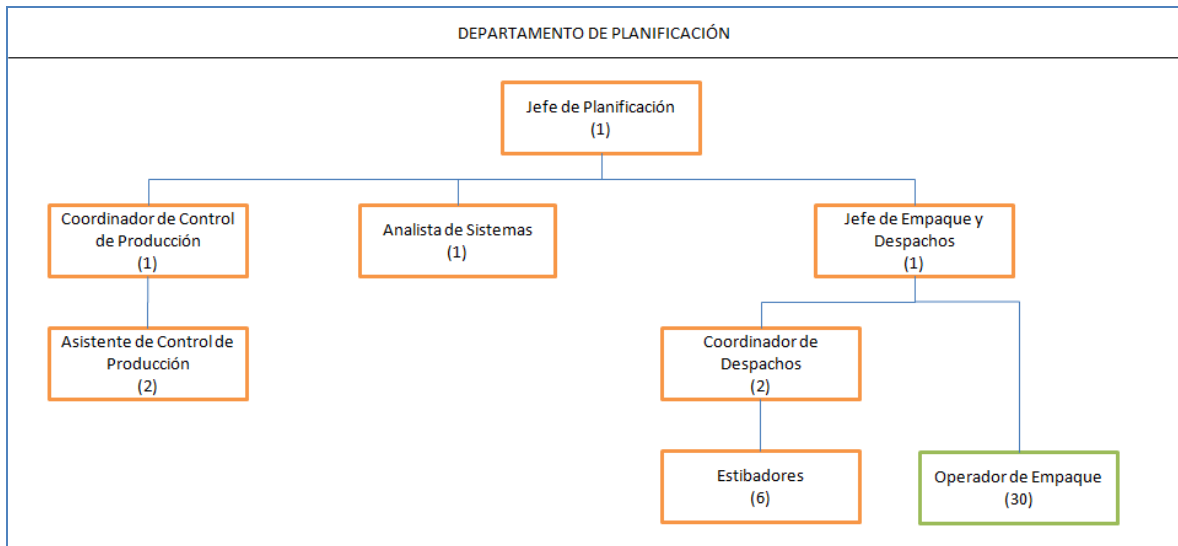 DEPARTAMENTO DE PLANIFICACIÓN
Jefe de Planificación
(1)
Coordinador de Control
de Producción
(1)
Analista de Sistemas
(1)
Jefe de Empaque y
Despachos
(1)
Asistente de Control de
Producción
(2)
Coordinador de
Despachos
(2)
Estibadores
(6)
Operador de Empaque
(30)